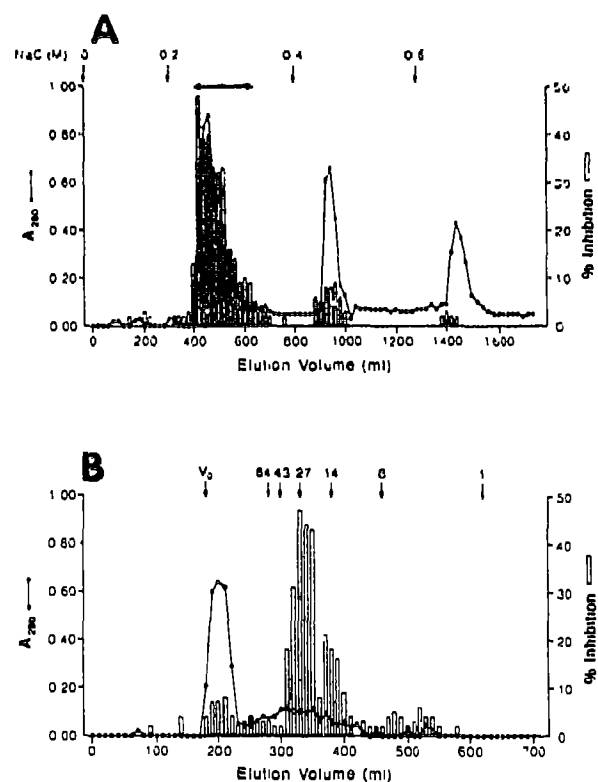 A
NaC (M) 0 0.2 0.4 0.6
1 00 0 80 0 60 0 40 0.20 0 00
A280
50 40 30 20 10 0
% Inhibition
0 200 400 600 800 1000 1200 1400 1600
Elution Volume (ml)
B
V0 64 43 27 14 6 1
1 00 0 80 0 60 0 40 0 20 0 00
A280
50 40 30 20 10 0
% Inhibition
0 100 200 300 400 500 600 700
Elution Volume (ml)